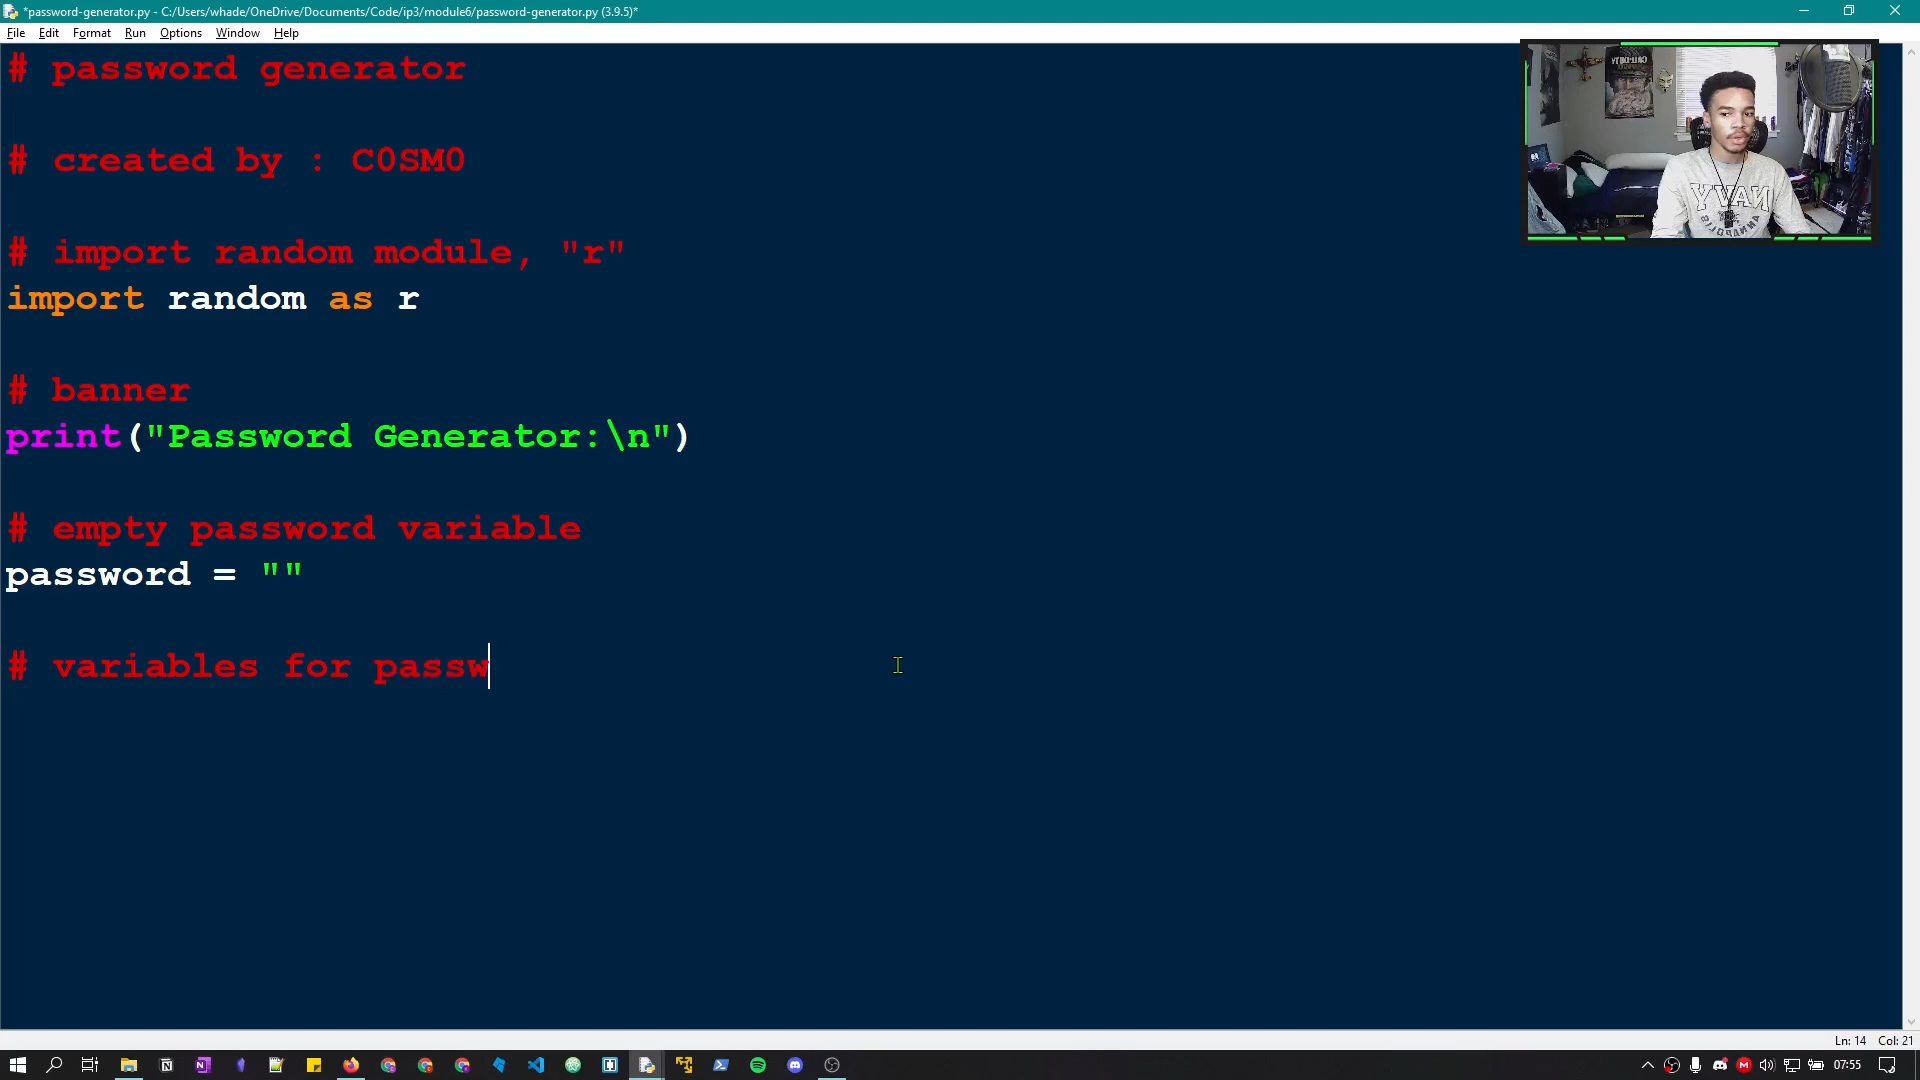 *password-generator.py - C:/Users/whade/OneDrive/Documents/Code/ip3/module6/password-generator.py (3.9.5)*
File Edit Format Run Options Window Help
# password generator
# created by : C0SM0
# import random module, "r"
import random as r
# banner
print("Password Generator:\n")
# empty password variable
password = ""
# variables for passw
NAVY
Ln: 14 Col: 21
07:55